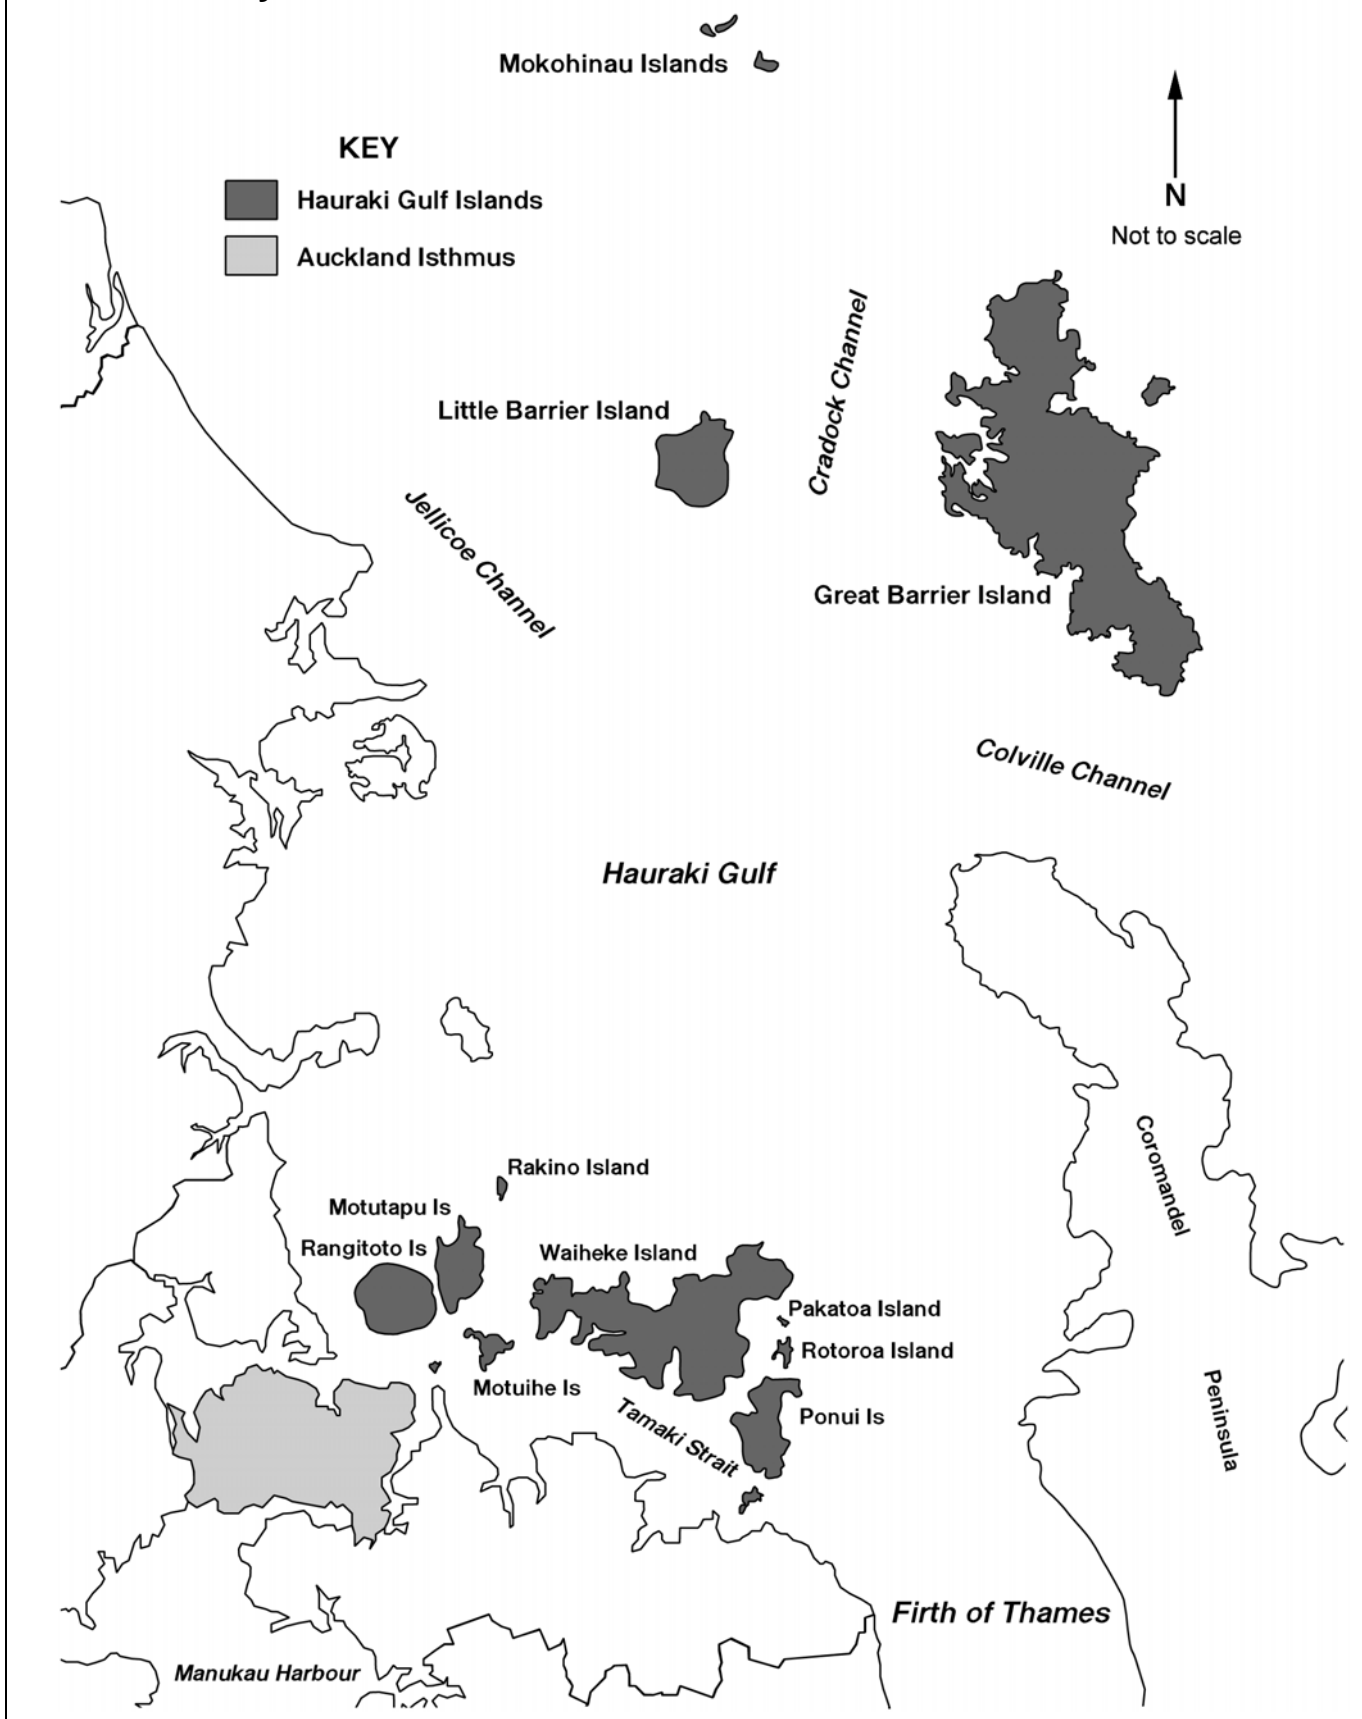 Mokohinau Islands
KEY
Hauraki Gulf Islands
Auckland Isthmus
N
Not to scale
Cradock Channel
Little Barrier Island
Jellicoe Channel
Great Barrier Island
Colville Channel
Hauraki Gulf
Coromandel
Rakino Island
Motutapu Is
Rangitoto Is
Waiheke Island
Pakatoa Island
Rotoroa Island
Motuihe Is
Ponui Is
Tamaki Strait
Peninsula
Firth of Thames
Manukau Harbour